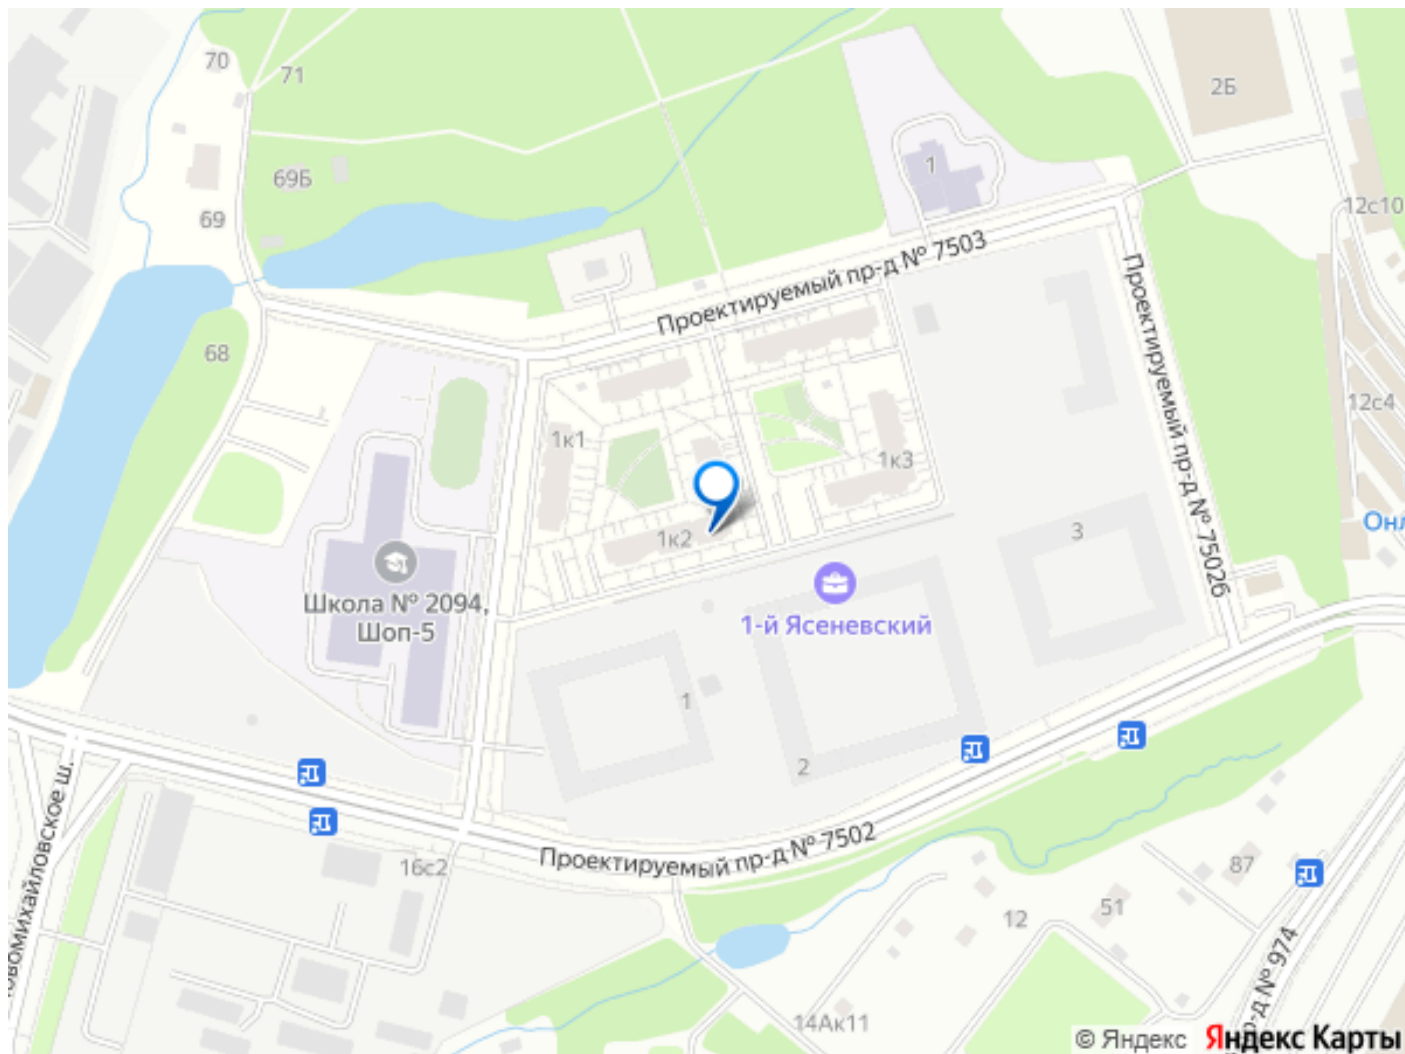 70
71
2Б
69Б
1
69
12с10
Проектируемый пр-д № 7503
Проектируемый пр-д № 7502б
68
12с4
1к1
1к3
1к2
3
Онл
Школа № 2094,
Шоп-5
1-й Ясеневский
1
2
Проектируемый пр-д № 7502
16с2
овомихайловское ш.
87
51
12
р-д № 974
14Ак11
© Яндекс Яндекс Карты